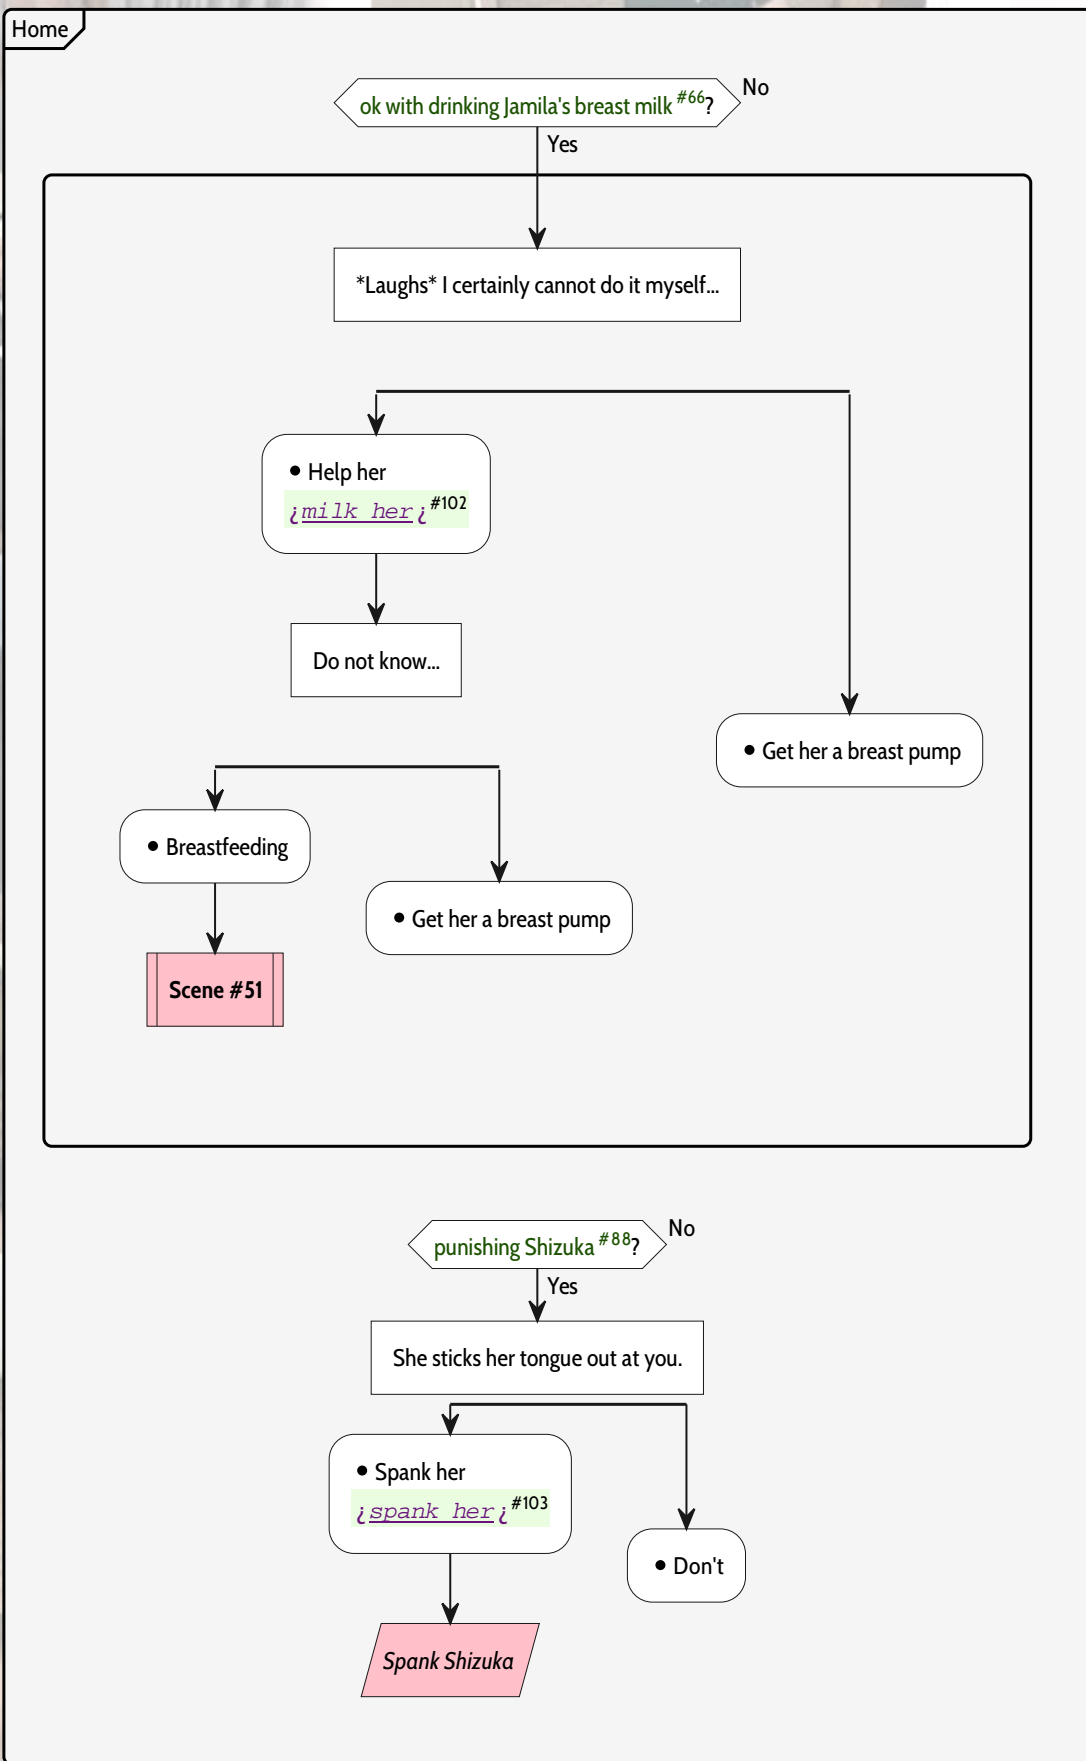 Home
ok with drinking Jamila's breast milk #66?
No
Yes
*Laughs* I certainly cannot do it myself...
• Help her
¿milk her¿#102
Do not know...
• Get her a breast pump
• Breastfeeding
• Get her a breast pump
Scene #51
punishing Shizuka #88?
No
Yes
She sticks her tongue out at you.
• Spank her
¿spank her¿#103
• Don't
Spank Shizuka